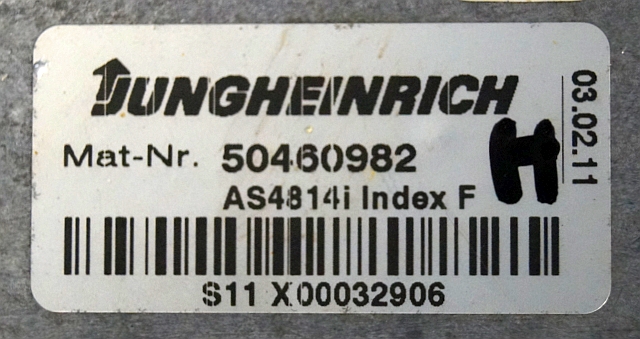 JUNGHEINRICH
Mat-Nr. 50460982
AS4814i Index F
H
03.02.11
S11 X00032906